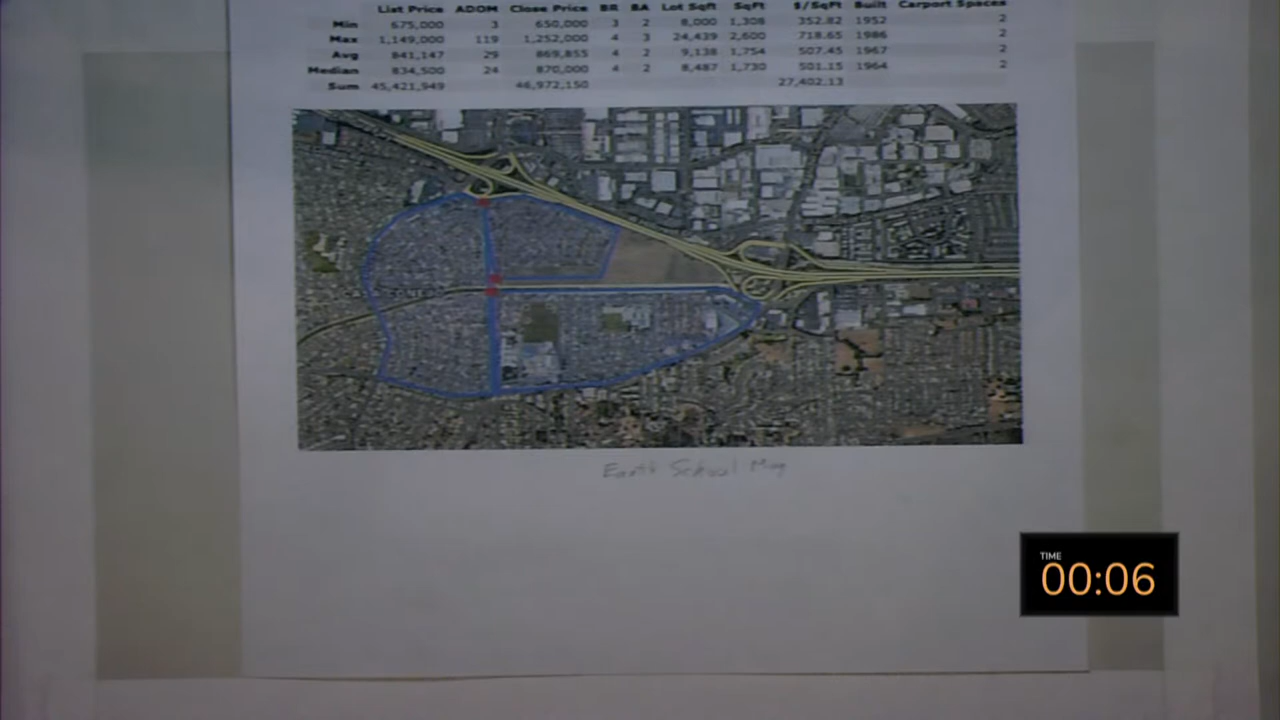 List Price ADOM Close Price BR BA Lot Sqft SqFt $/SqFt Built Carport Spaces
Min 675,000 3 650,000 3 2 8,000 1,308 352.82 1952 2
Max 1,149,000 119 1,252,000 4 3 24,439 2,600 718.65 1986 2
Avg 841,147 29 869,855 4 2 9,138 1,754 507.45 1967 2
Median 834,500 24 870,000 4 2 8,487 1,730 501.15 1964 2
Sum 45,421,949 46,972,150 27,402.13
School Map
TIME
00:06